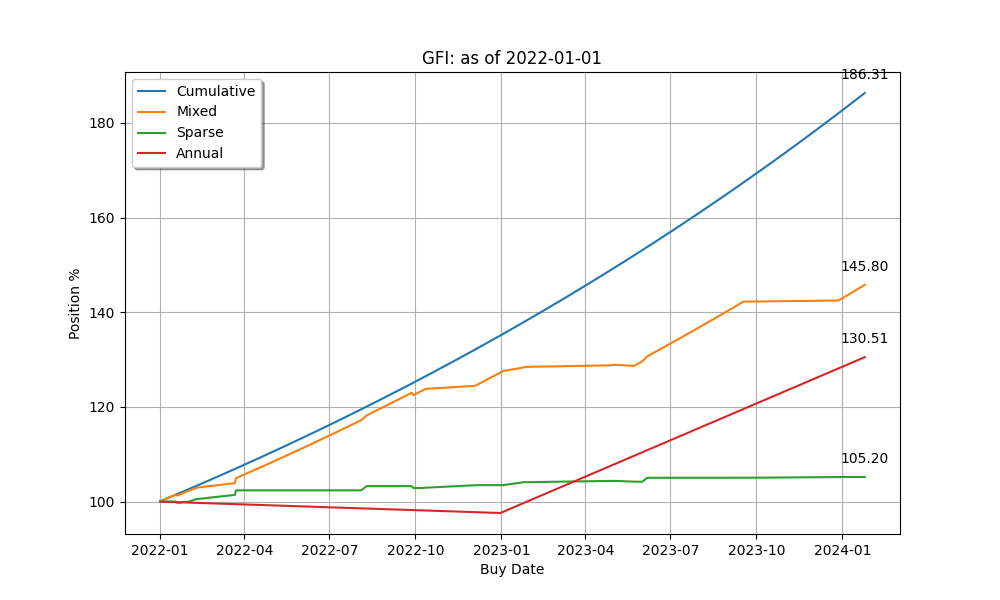 GFI: as of 2022-01-01
186.31
Cumulative
Mixed
Sparse
Annual
180
160
145.80
140
130.51
120
105.20
100
Position %
2022-01 2022-04 2022-07 2022-10 2023-01 2023-04 2023-07 2023-10 2024-01
Buy Date